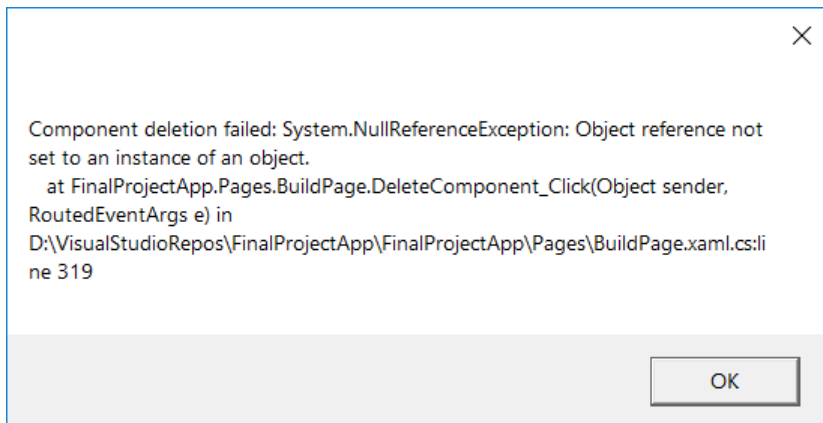 Component deletion failed: System.NullReferenceException: Object reference not
set to an instance of an object.
   at FinalProjectApp.Pages.BuildPage.DeleteComponent_Click(Object sender,
RoutedEventArgs e) in
D:\VisualStudioRepos\FinalProjectApp\FinalProjectApp\Pages\BuildPage.xaml.cs:li
ne 319
OK